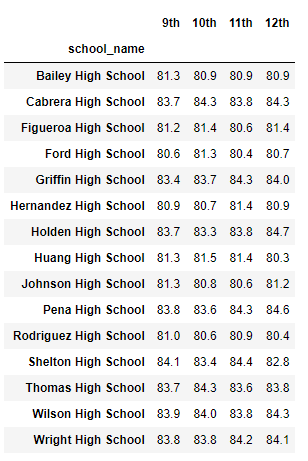 9th 10th 11th 12th
school_name
Bailey High School 81.3 80.9 80.9 80.9
Cabrera High School 83.7 84.3 83.8 84.3
Figueroa High School 81.2 81.4 80.6 81.4
Ford High School 80.6 81.3 80.4 80.7
Griffin High School 83.4 83.7 84.3 84.0
Hernandez High School 80.9 80.7 81.4 80.9
Holden High School 83.7 83.3 83.8 84.7
Huang High School 81.3 81.5 81.4 80.3
Johnson High School 81.3 80.8 80.6 81.2
Pena High School 83.8 83.6 84.3 84.6
Rodriguez High School 81.0 80.6 80.9 80.4
Shelton High School 84.1 83.4 84.4 82.8
Thomas High School 83.7 84.3 83.6 83.8
Wilson High School 83.9 84.0 83.8 84.3
Wright High School 83.8 83.8 84.2 84.1